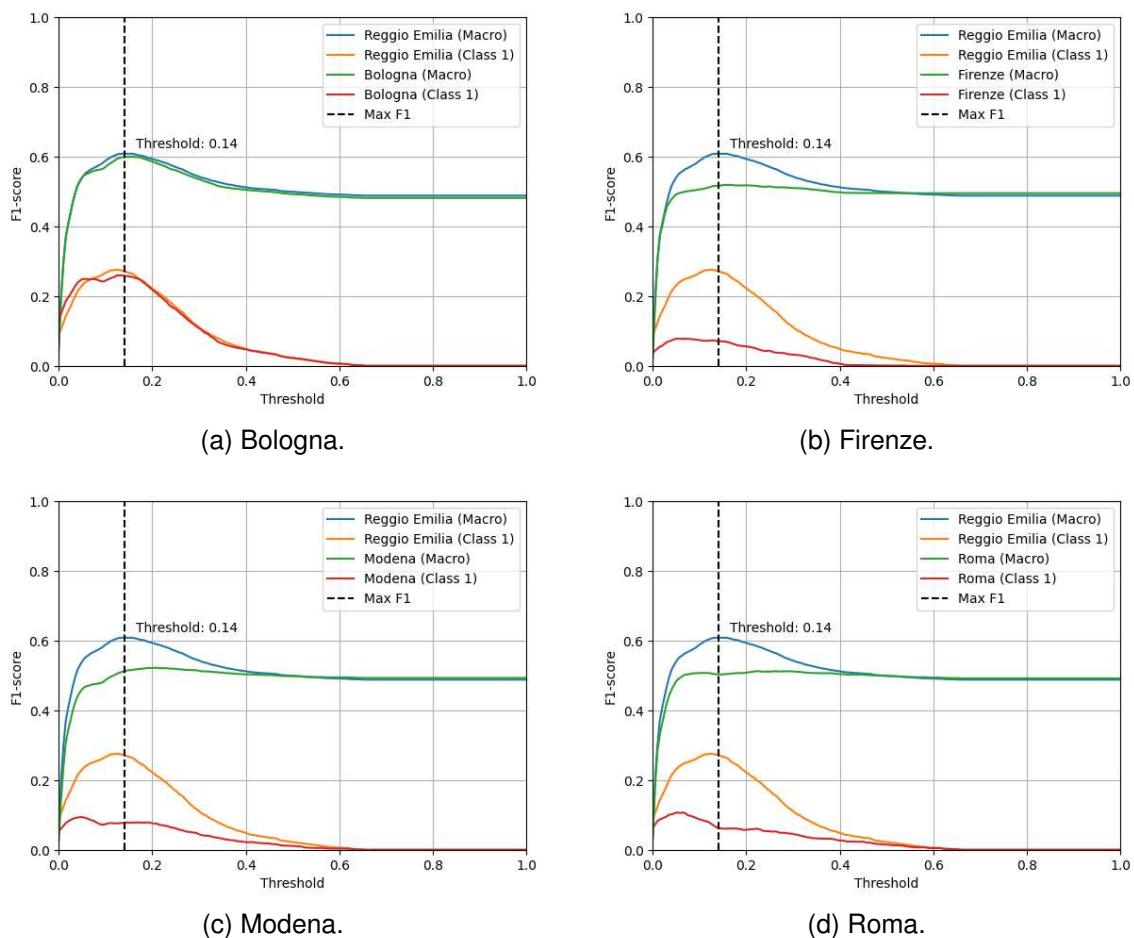 1.0
0.8
0.6
0.4
0.2
0.0
F1-score
Reggio Emilia (Macro)
Reggio Emilia (Class 1)
Bologna (Macro)
Bologna (Class 1)
Max F1
Threshold: 0.14
0.0 0.2 0.4 0.6 0.8 1.0
Threshold
(a) Bologna.
1.0
0.8
0.6
0.4
0.2
0.0
F1-score
Reggio Emilia (Macro)
Reggio Emilia (Class 1)
Firenze (Macro)
Firenze (Class 1)
Max F1
Threshold: 0.14
0.0 0.2 0.4 0.6 0.8 1.0
Threshold
(b) Firenze.
1.0
0.8
0.6
0.4
0.2
0.0
F1-score
Reggio Emilia (Macro)
Reggio Emilia (Class 1)
Modena (Macro)
Modena (Class 1)
Max F1
Threshold: 0.14
0.0 0.2 0.4 0.6 0.8 1.0
Threshold
(c) Modena.
1.0
0.8
0.6
0.4
0.2
0.0
F1-score
Reggio Emilia (Macro)
Reggio Emilia (Class 1)
Roma (Macro)
Roma (Class 1)
Max F1
Threshold: 0.14
0.0 0.2 0.4 0.6 0.8 1.0
Threshold
(d) Roma.